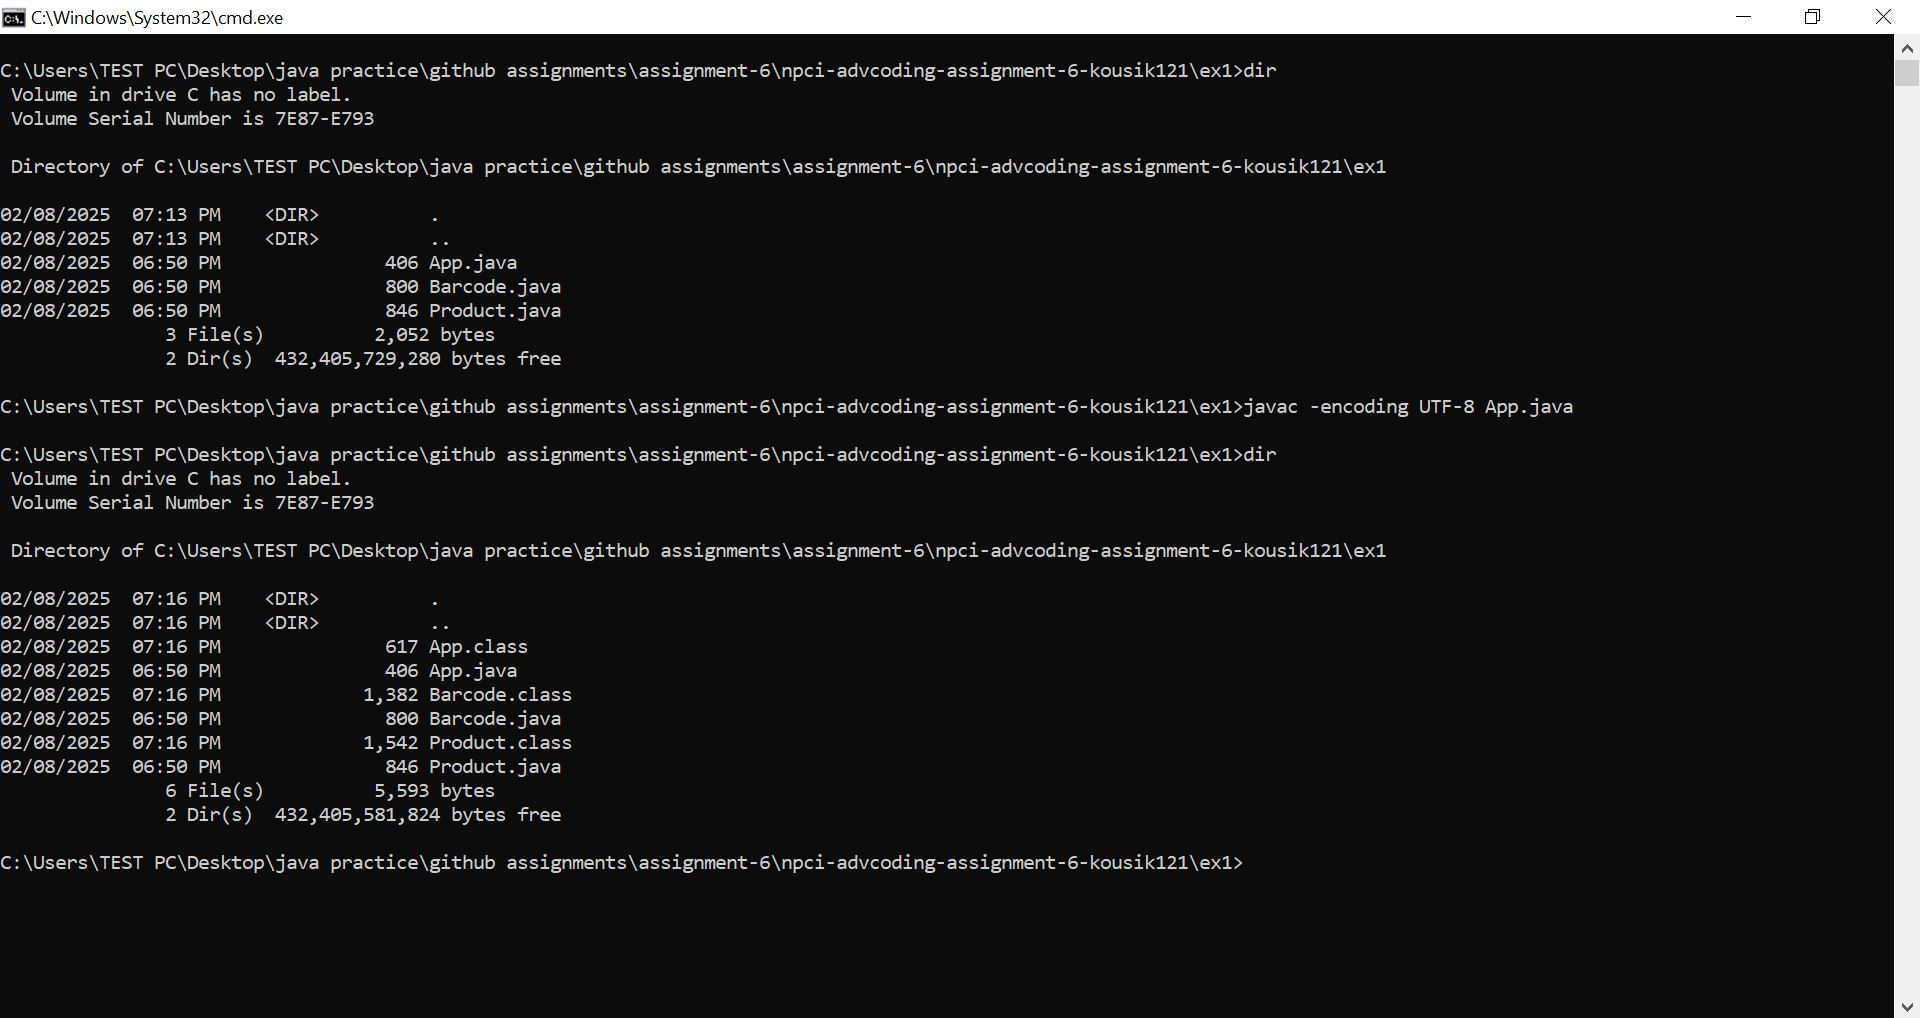 C:\Windows\System32\cmd.exe
C:\Users\TEST PC\Desktop\java practice\github assignments\assignment-6\npci-advcoding-assignment-6-kousik121\ex1>dir
 Volume in drive C has no label.
 Volume Serial Number is 7E87-E793
 Directory of C:\Users\TEST PC\Desktop\java practice\github assignments\assignment-6\npci-advcoding-assignment-6-kousik121\ex1
02/08/2025  07:13 PM    <DIR>          .
02/08/2025  07:13 PM    <DIR>          ..
02/08/2025  06:50 PM               406 App.java
02/08/2025  06:50 PM               800 Barcode.java
02/08/2025  06:50 PM               846 Product.java
               3 File(s)          2,052 bytes
               2 Dir(s)  432,405,729,280 bytes free
C:\Users\TEST PC\Desktop\java practice\github assignments\assignment-6\npci-advcoding-assignment-6-kousik121\ex1>javac -encoding UTF-8 App.java
C:\Users\TEST PC\Desktop\java practice\github assignments\assignment-6\npci-advcoding-assignment-6-kousik121\ex1>dir
 Volume in drive C has no label.
 Volume Serial Number is 7E87-E793
 Directory of C:\Users\TEST PC\Desktop\java practice\github assignments\assignment-6\npci-advcoding-assignment-6-kousik121\ex1
02/08/2025  07:16 PM    <DIR>          .
02/08/2025  07:16 PM    <DIR>          ..
02/08/2025  07:16 PM               617 App.class
02/08/2025  06:50 PM               406 App.java
02/08/2025  07:16 PM             1,382 Barcode.class
02/08/2025  06:50 PM               800 Barcode.java
02/08/2025  07:16 PM             1,542 Product.class
02/08/2025  06:50 PM               846 Product.java
               6 File(s)          5,593 bytes
               2 Dir(s)  432,405,581,824 bytes free
C:\Users\TEST PC\Desktop\java practice\github assignments\assignment-6\npci-advcoding-assignment-6-kousik121\ex1>